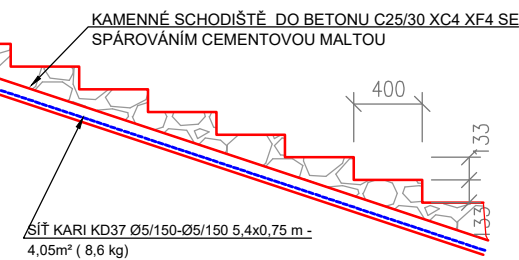 KAMENNÉ SCHODIŠTĚ DO BETONU C25/30 XC4 XF4 SE
SPÁROVÁNÍM CEMENTOVOU MALTOU
400
133
133
SÍŤ KARI KD37 Ø5/150-Ø5/150 5,4x0,75 m -
4,05m² ( 8,6 kg)